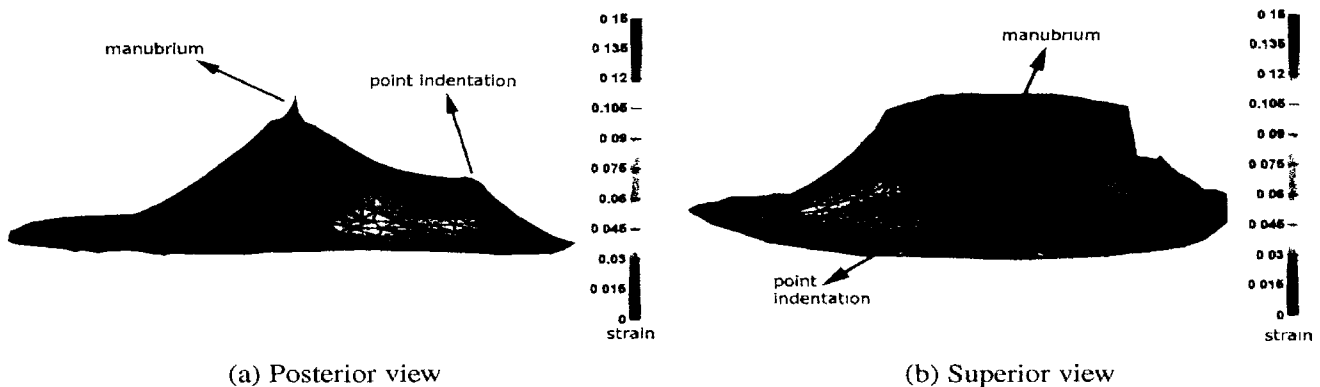 manubrium
point indentation
0 15
0 135
0 12
0 105
0 09
0 075
0 06
0 045
0 03
0 015
0
strain
(a) Posterior view
manubrium
point
indentation
0 15
0 135
0 12
0 105
0 09
0 075
0 06
0 045
0 03
0 015
0
strain
(b) Superior view